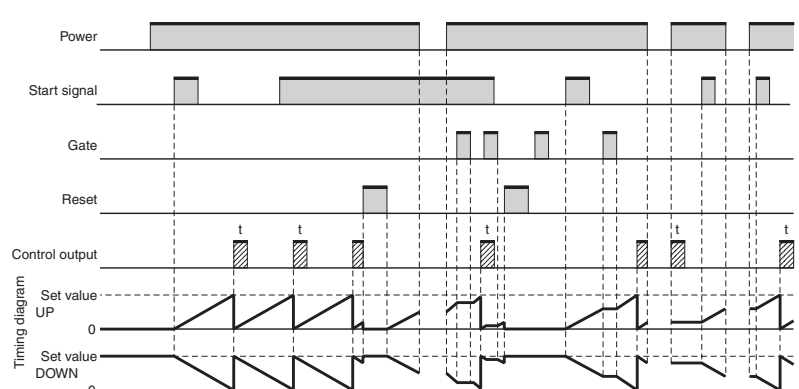 Power
Start signal
Gate
Reset
t t t t t
Control output
Timing diagram
Set value
UP
0
Set value
DOWN
0